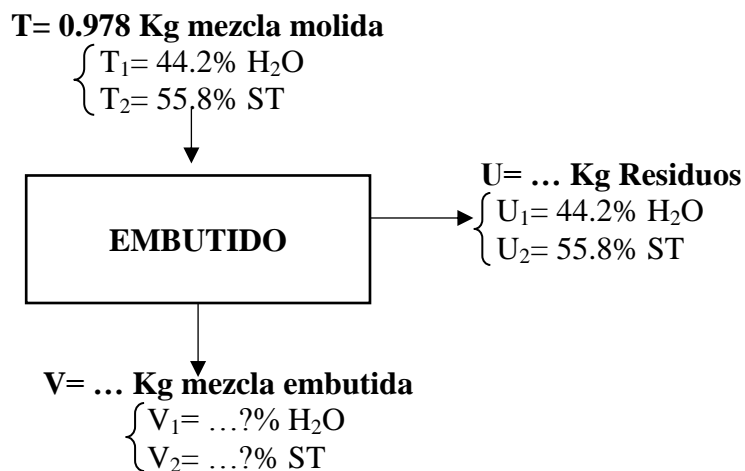 T= 0.978 Kg mezcla molida
T₁= 44.2% H₂O
T₂= 55.8% ST
U= … Kg Residuos
U₁= 44.2% H₂O
U₂= 55.8% ST
EMBUTIDO
V= … Kg mezcla embutida
V₁= …?% H₂O
V₂= …?% ST